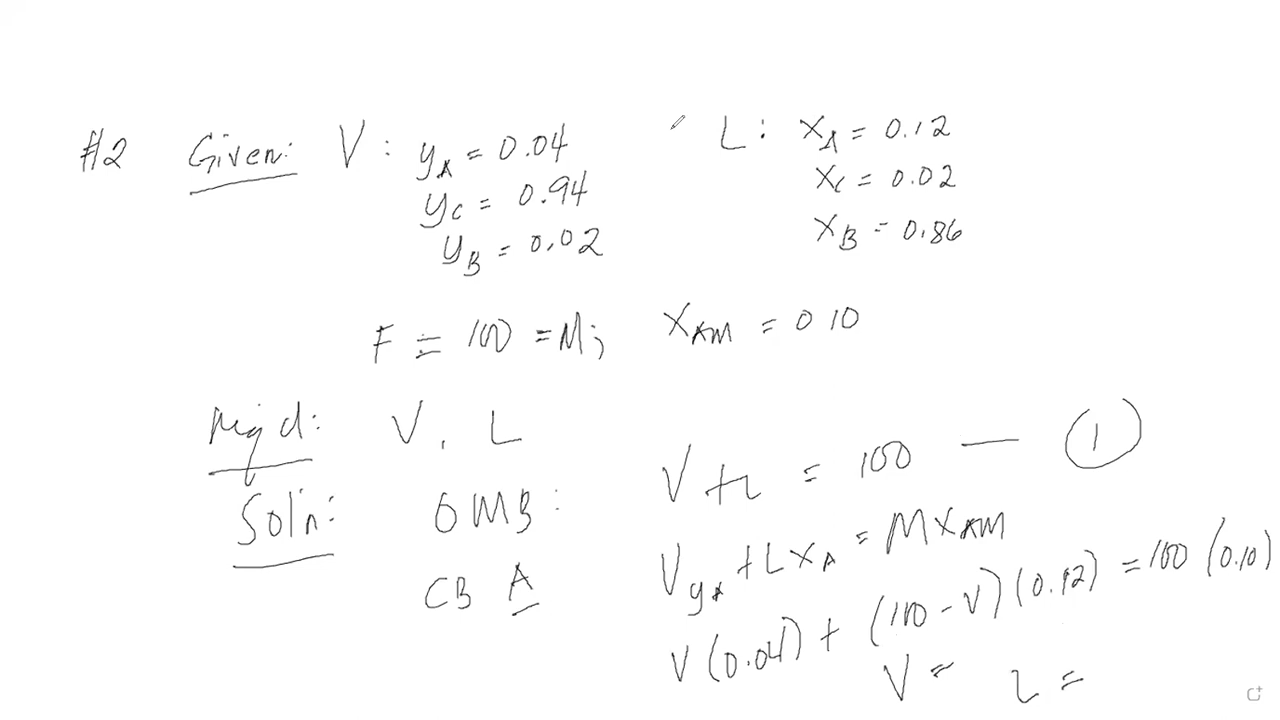 #2 Given: V: yA = 0.04 L: xA = 0.12
yC = 0.94 xC = 0.02
yB = 0.02 xB = 0.86
F = 100 = M; xAM = 0 10
Req'd: V, L
V + L = 100 — 1
Sol'n: OMB:
VyA + LxA = MxAM
CB A
V(0.04) + (100 - V)(0.12) = 100(0.10)
V = L =